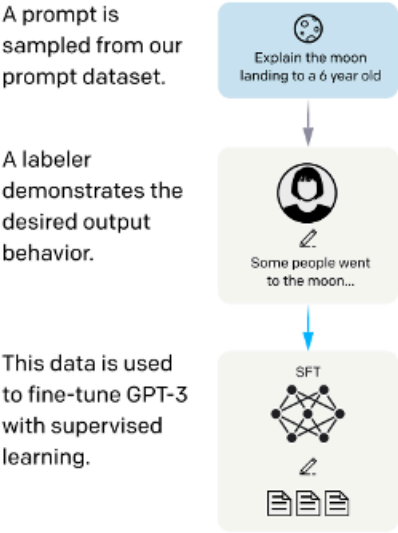 A prompt is
sampled from our
prompt dataset.
Explain the moon
landing to a 6 year old
A labeler
demonstrates the
desired output
behavior.
Some people went
to the moon...
This data is used
to fine-tune GPT-3
with supervised
learning.
SFT